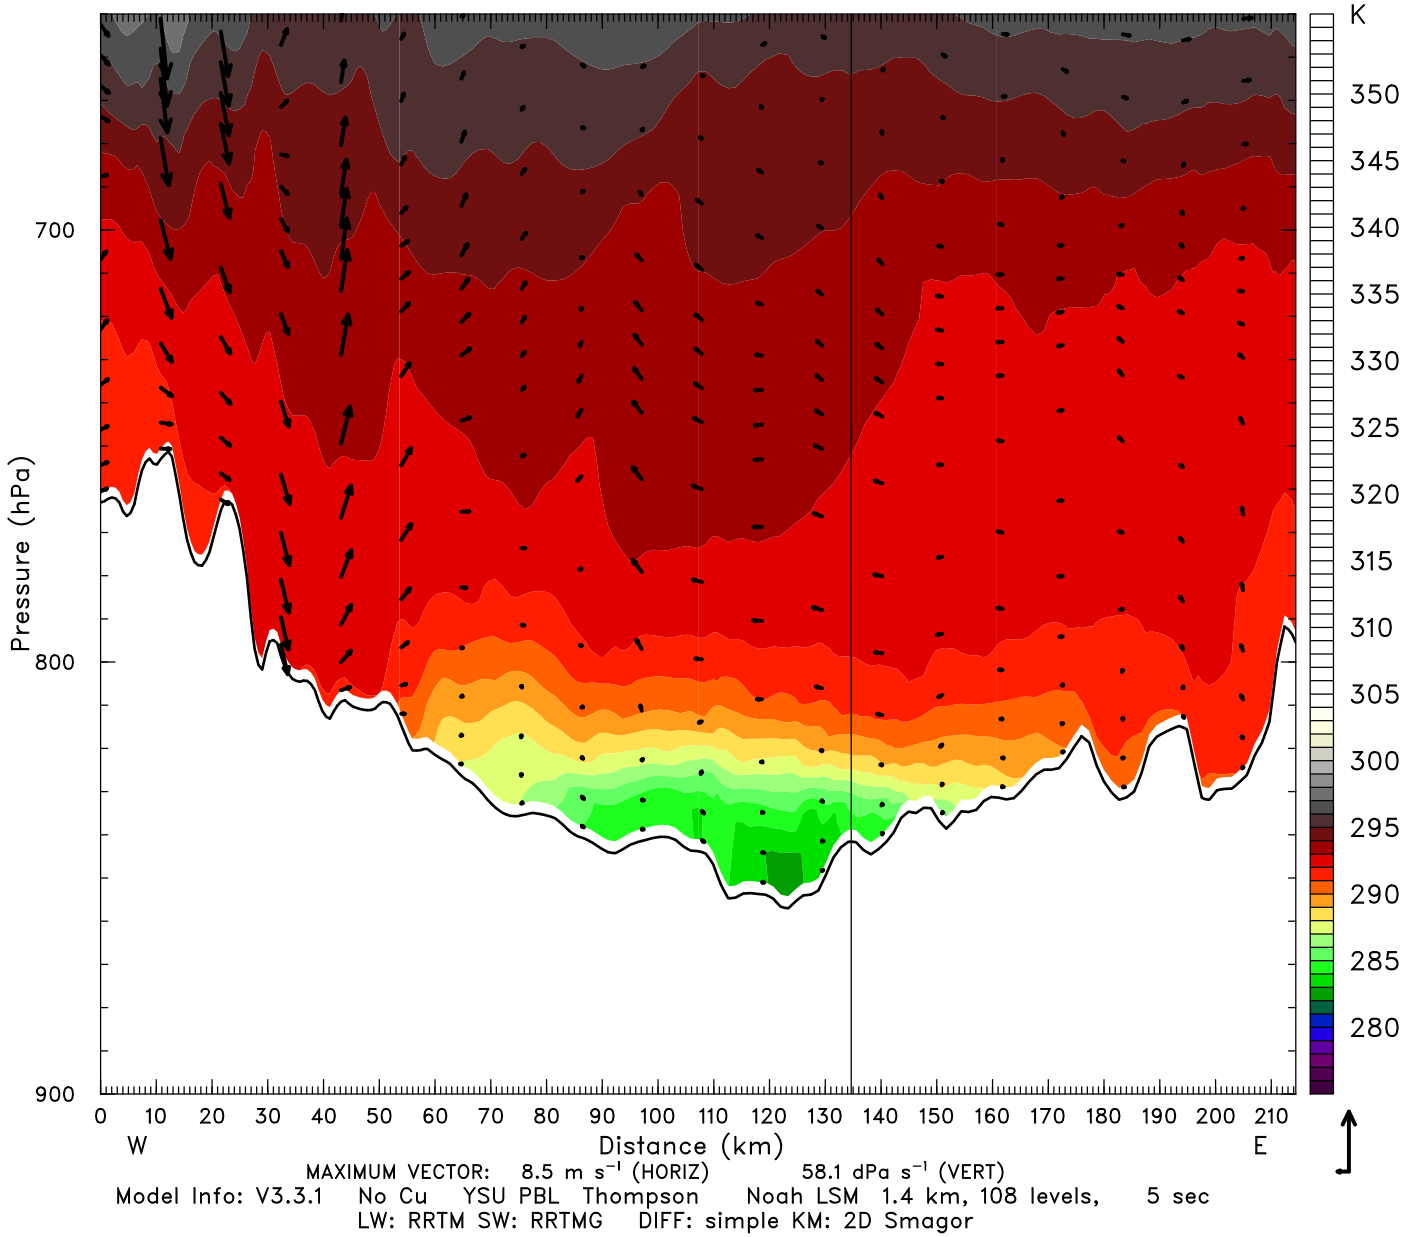 K
350
345
340
335
330
325
320
315
310
305
300
295
290
285
280
Pressure (hPa)
700
800
900
0 10 20 30 40 50 60 70 80 90 100 110 120 130 140 150 160 170 180 190 200 210
W Distance (km) E
MAXIMUM VECTOR: 8.5 m s⁻¹ (HORIZ) 58.1 dPa s⁻¹ (VERT)
Model Info: V3.3.1 No Cu YSU PBL Thompson Noah LSM 1.4 km, 108 levels, 5 sec
LW: RRTM SW: RRTMG DIFF: simple KM: 2D Smagor